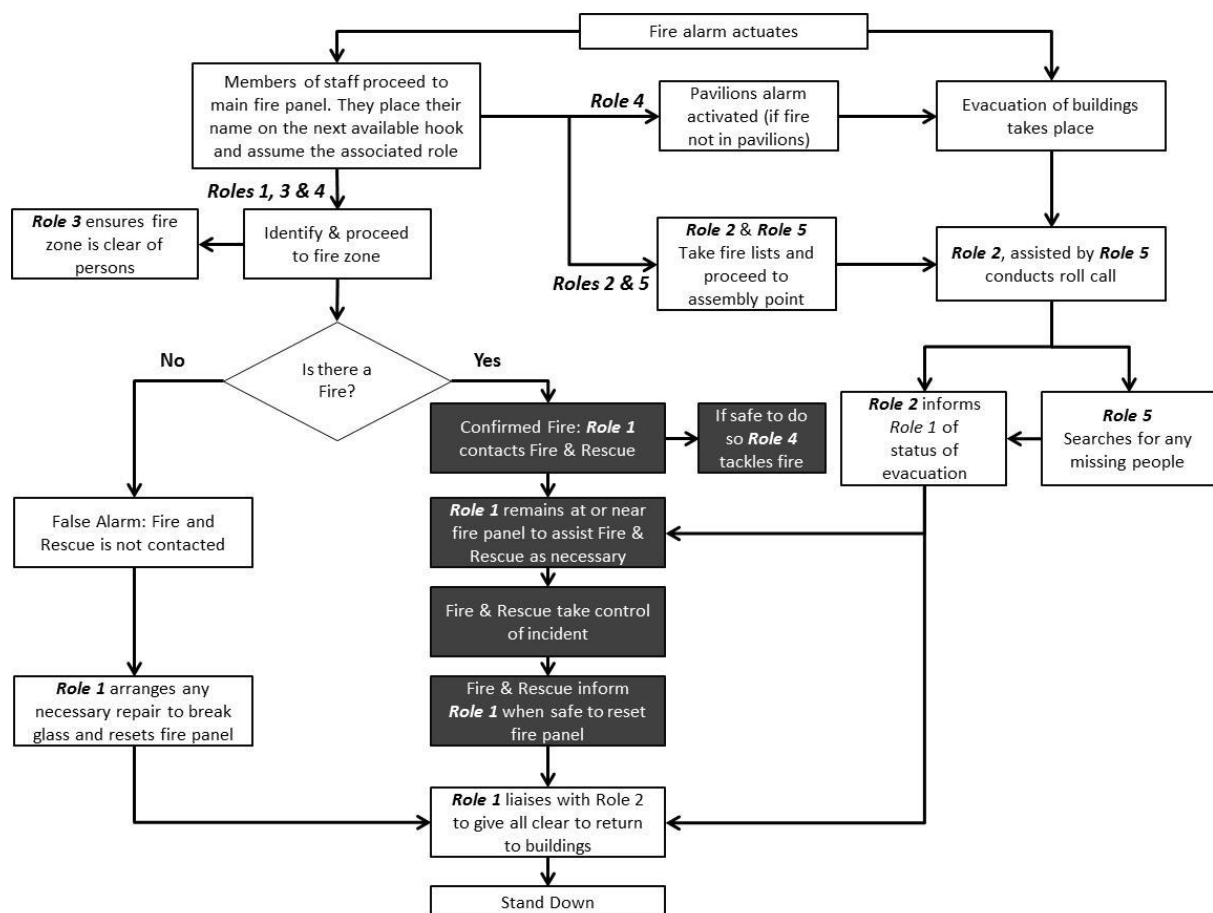 Fire alarm actuates
Members of staff proceed to
main fire panel. They place their
name on the next available hook
and assume the associated role
Role 4
Pavilions alarm
activated (if fire
not in pavilions)
Evacuation of buildings
takes place
Roles 1, 3 & 4
Role 3 ensures fire
zone is clear of
persons
Identify & proceed
to fire zone
Roles 2 & 5
Role 2 & Role 5
Take fire lists and
proceed to
assembly point
Role 2, assisted by Role 5
conducts roll call
No
Is there a
Fire?
Yes
Confirmed Fire: Role 1
contacts Fire & Rescue
If safe to do
so Role 4
tackles fire
Role 2 informs
Role 1 of
status of
evacuation
Role 5
Searches for any
missing people
False Alarm: Fire and
Rescue is not contacted
Role 1 remains at or near
fire panel to assist Fire &
Rescue as necessary
Fire & Rescue take control
of incident
Role 1 arranges any
necessary repair to break
glass and resets fire panel
Fire & Rescue inform
Role 1 when safe to reset
fire panel
Role 1 liaises with Role 2
to give all clear to return
to buildings
Stand Down